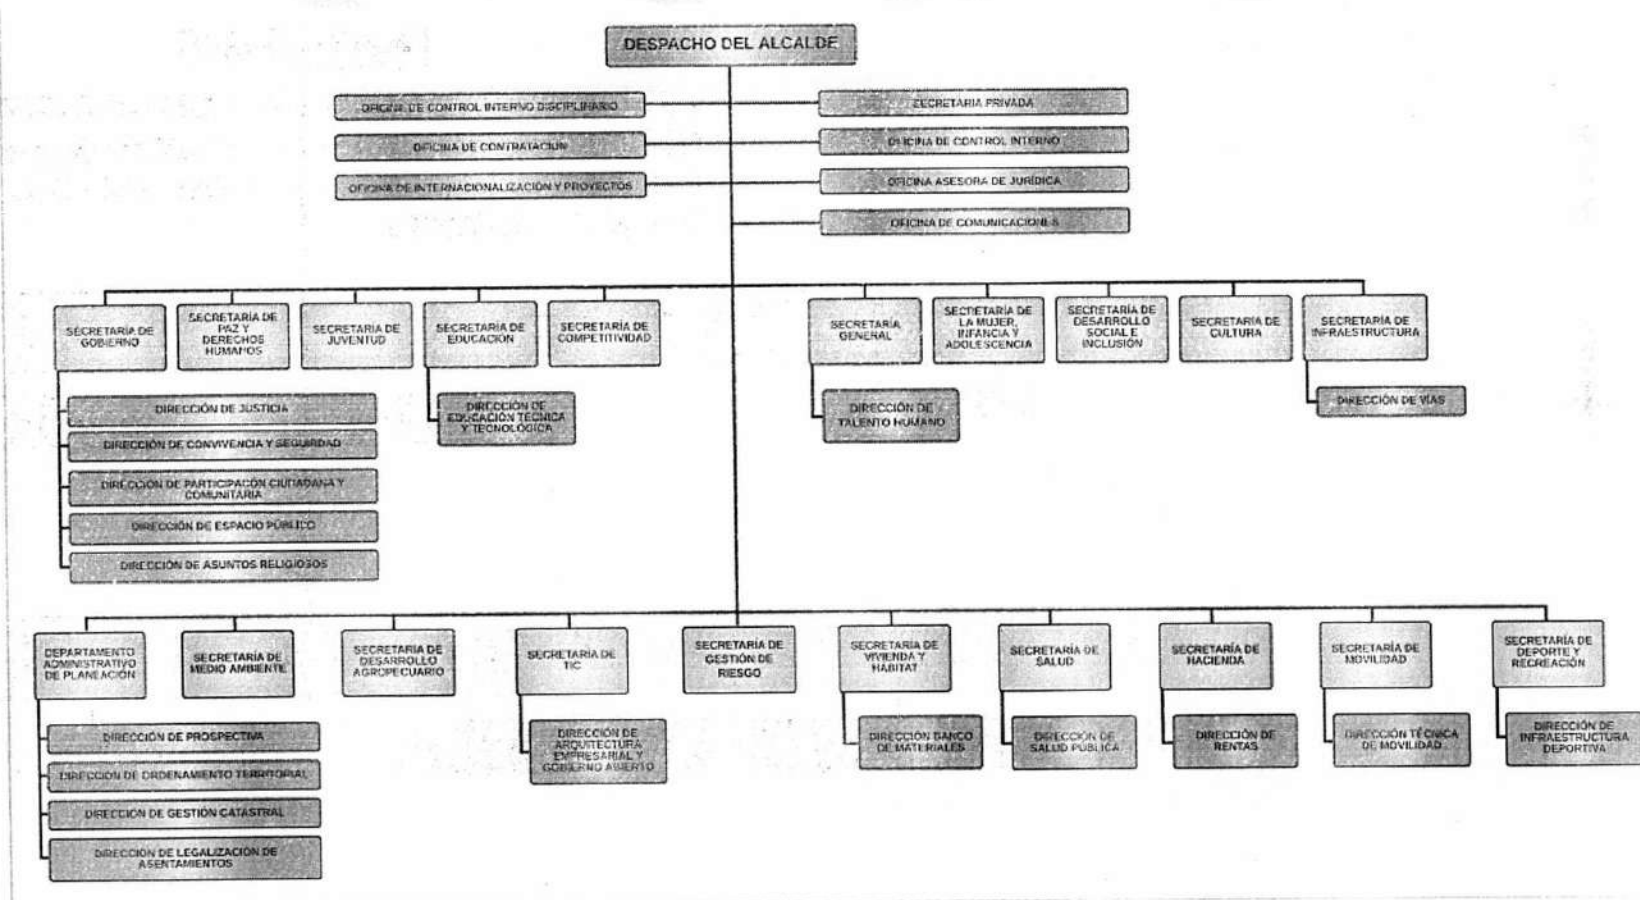 DESPACHO DEL ALCALDE
OFICINA DE CONTROL INTERNO DISCIPLINARIO
SECRETARIA PRIVADA
OFICINA DE CONTRATACIÓN
OFICINA DE CONTROL INTERNO
OFICINA DE INTERNACIONALIZACIÓN Y PROYECTOS
OFICINA ASESORA DE JURÍDICA
OFICINA DE COMUNICACIONES
SECRETARÍA DE
GOBIERNO
SECRETARÍA DE
PAZ Y
DERECHOS
HUMANOS
SECRETARÍA DE
JUVENTUD
SECRETARÍA DE
EDUCACIÓN
SECRETARÍA DE
COMPETITIVIDAD
SECRETARÍA
GENERAL
SECRETARÍA DE
LA MUJER,
INFANCIA Y
ADOLESCENCIA
SECRETARÍA DE
DESARROLLO
SOCIAL E
INCLUSIÓN
SECRETARÍA DE
CULTURA
SECRETARÍA DE
INFRAESTRUCTURA
DIRECCIÓN DE JUSTICIA
DIRECCIÓN DE CONVIVENCIA Y SEGUIRDAD
DIRECCIÓN DE PARTICIPACÓN CIUDADANA Y
COMUNITARIA
DIRECCIÓN DE ESPACIO PÚBLICO
DIRECCIÓN DE ASUNTOS RELIGIOSOS
DIRECCIÓN DE
EDUCACIÓN TÉCNICA
Y TECNOLÓGICA
DIRECCIÓN DE
TALENTO HUMANO
DIRECCIÓN DE VÍAS
DEPARTAMENTO
ADMINISTRATIVO
DE PLANEACIÓN
SECRETARÍA DE
MEDIO AMBIENTE
SECRETARÍA DE
DESARROLLO
AGROPECUARIO
SECRETARÍA DE
TIC
SECRETARÍA DE
GESTIÓN DE
RIESGO
SECRETARÍA DE
VIVIENDA Y
HÁBITAT
SECRETARÍA DE
SALUD
SECRETARÍA DE
HACIENDA
SECRETARÍA DE
MOVILIDAD
SECRETARÍA DE
DEPORTE Y
RECREACIÓN
DIRECCIÓN DE PROSPECTIVA
DIRECCIÓN DE ORDENAMIENTO TERRITORIAL
DIRECCIÓN DE GESTIÓN CATASTRAL
DIRECCIÓN DE LEGALIZACIÓN DE
ASENTAMIENTOS
DIRECCIÓN DE
ARQUITECTURA
EMPRESARIAL Y
GOBIERNO ABIERTO
DIRECCIÓN BANCO
DE MATERIALES
DIRECCIÓN DE
SALUD PÚBLICA
DIRECCIÓN DE
RENTAS
DIRECCIÓN TÉCNICA
DE MOVILIDAD
DIRECCIÓN DE
INFRAESTRUCTURA
DEPORTIVA